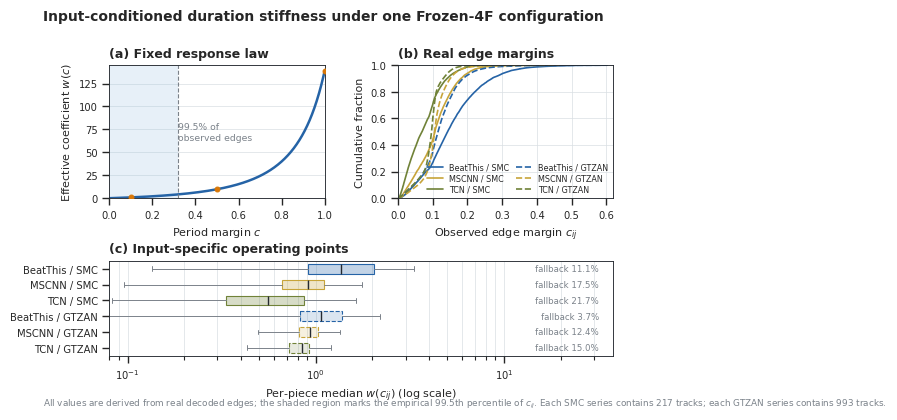 Input-conditioned duration stiffness under one Frozen-4F configuration
(a) Fixed response law
Effective coefficient w(c)
125
100
75
50
25
0
99.5% of
observed edges
0.0 0.2 0.4 0.6 0.8 1.0
Period margin c
(b) Real edge margins
Cumulative fraction
1.0
0.8
0.6
0.4
0.2
0.0
BeatThis / SMC
MSCNN / SMC
TCN / SMC
BeatThis / GTZAN
MSCNN / GTZAN
TCN / GTZAN
0.0 0.1 0.2 0.3 0.4 0.5 0.6
Observed edge margin c_ij
(c) Input-specific operating points
BeatThis / SMC fallback 11.1%
MSCNN / SMC fallback 17.5%
TCN / SMC fallback 21.7%
BeatThis / GTZAN fallback 3.7%
MSCNN / GTZAN fallback 12.4%
TCN / GTZAN fallback 15.0%
10⁻¹ 10⁰ 10¹
Per-piece median w(c_ij) (log scale)
All values are derived from real decoded edges; the shaded region marks the empirical 99.5th percentile of c_ij. Each SMC series contains 217 tracks; each GTZAN series contains 993 tracks.